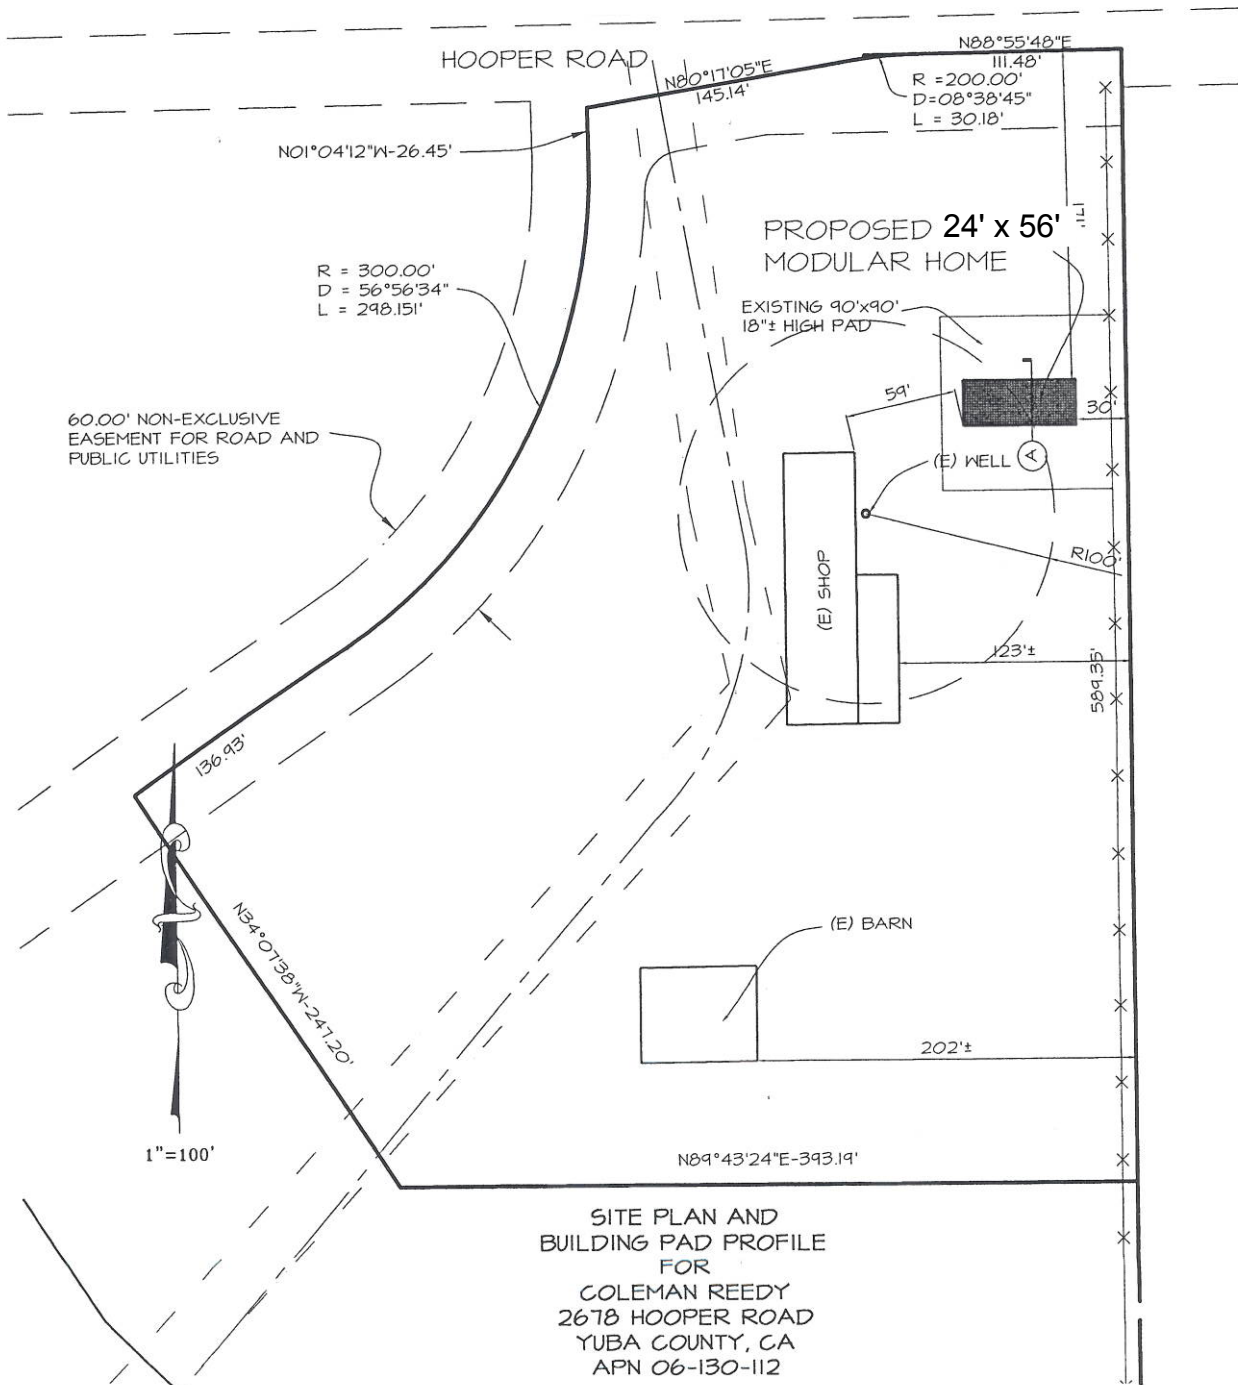 HOOPER ROAD
N80°17'05"E
145.14'
N88°55'48"E
111.48'
R = 200.00'
D=08°38'45"
L = 30.18'
N01°04'12"W-26.45'
PROPOSED 24' x 56'
MODULAR HOME
171'
R = 300.00'
D = 56°56'34"
L = 298.151'
EXISTING 90'x90'
18"± HIGH PAD
59'
30'
60.00' NON-EXCLUSIVE
EASEMENT FOR ROAD AND
PUBLIC UTILITIES
(E) WELL
A
R100'
(E) SHOP
123'±
589.35'
136.93'
N34°07'38"W-247.20'
(E) BARN
202'±
1"=100'
N89°43'24"E-393.19'
SITE PLAN AND
BUILDING PAD PROFILE
FOR
COLEMAN REEDY
2678 HOOPER ROAD
YUBA COUNTY, CA
APN 06-130-112